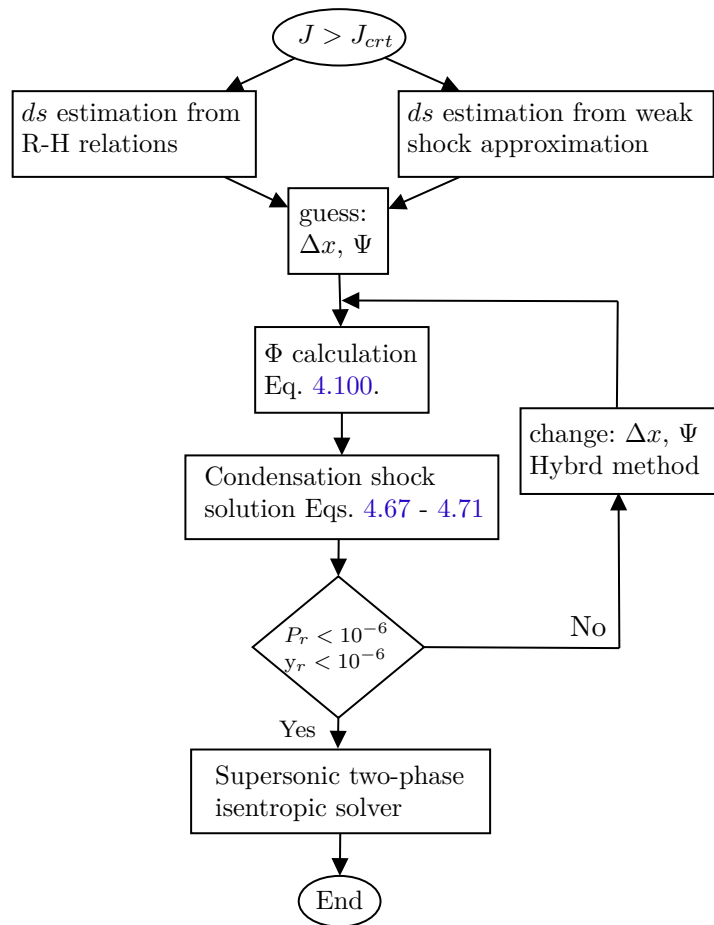 J > J_crt
ds estimation from
R-H relations
ds estimation from weak
shock approximation
guess:
Δx, Ψ
Φ calculation
Eq. 4.100.
change: Δx, Ψ
Hybrd method
Condensation shock
solution Eqs. 4.67 - 4.71
P_r < 10^{-6}
y_r < 10^{-6}
No
Yes
Supersonic two-phase
isentropic solver
End